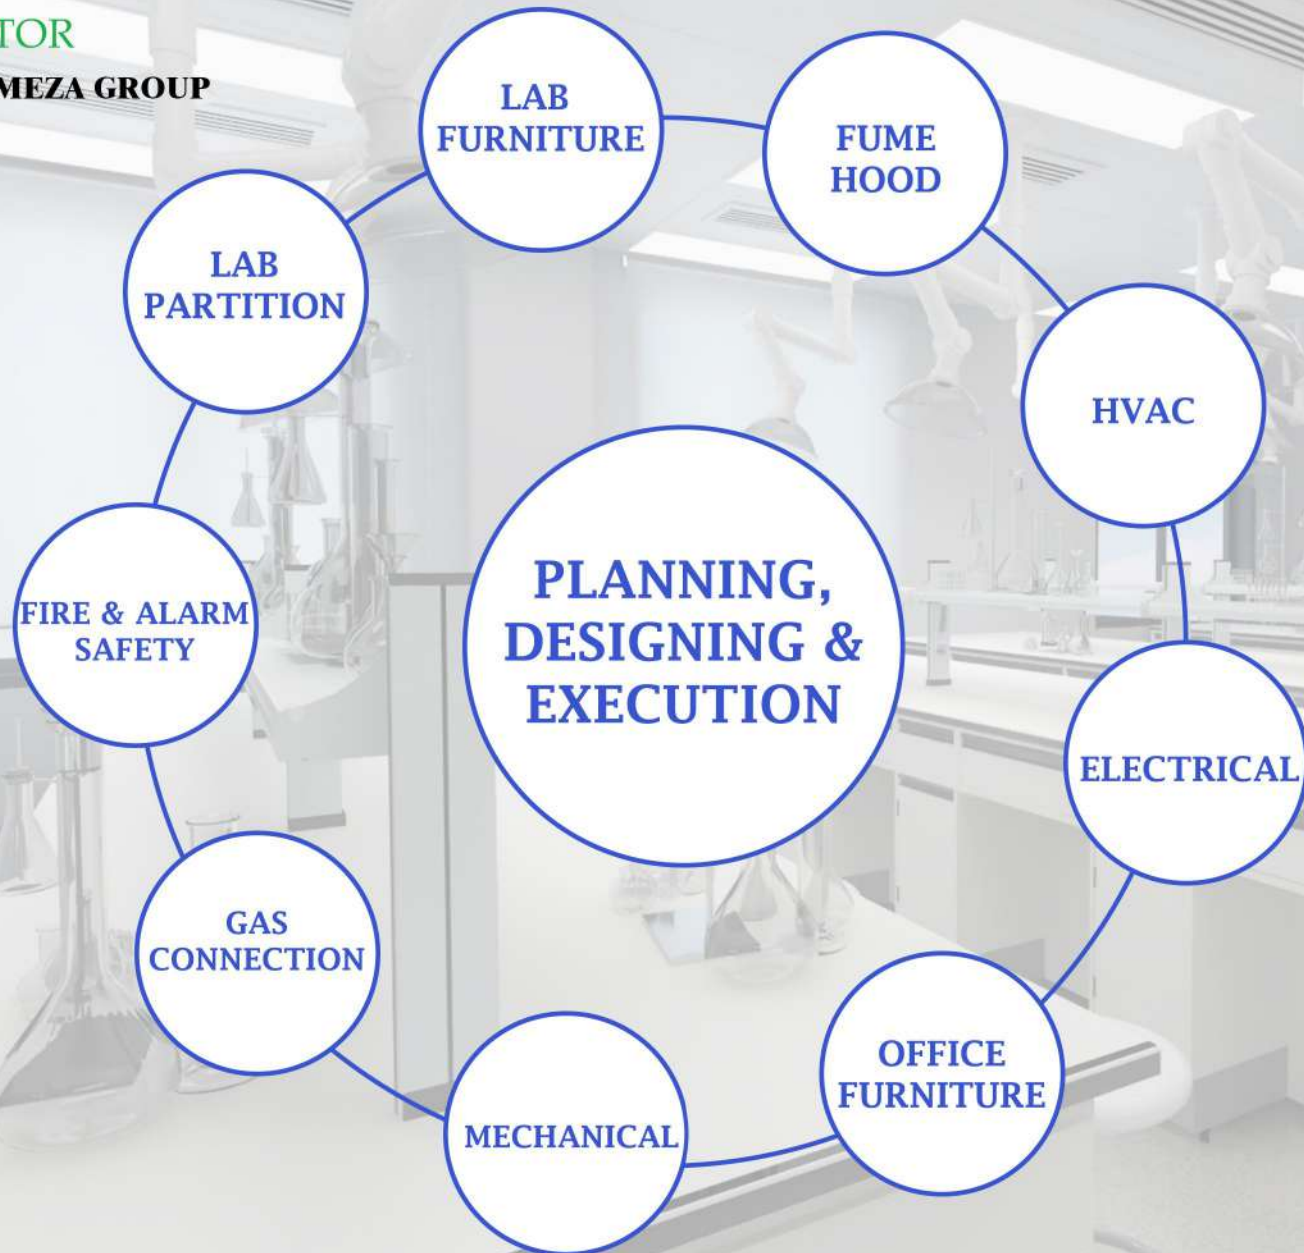 TOR
MEZA GROUP
LAB
FURNITURE
FUME
HOOD
LAB
PARTITION
HVAC
FIRE & ALARM
SAFETY
PLANNING,
DESIGNING &
EXECUTION
ELECTRICAL
GAS
CONNECTION
OFFICE
FURNITURE
MECHANICAL